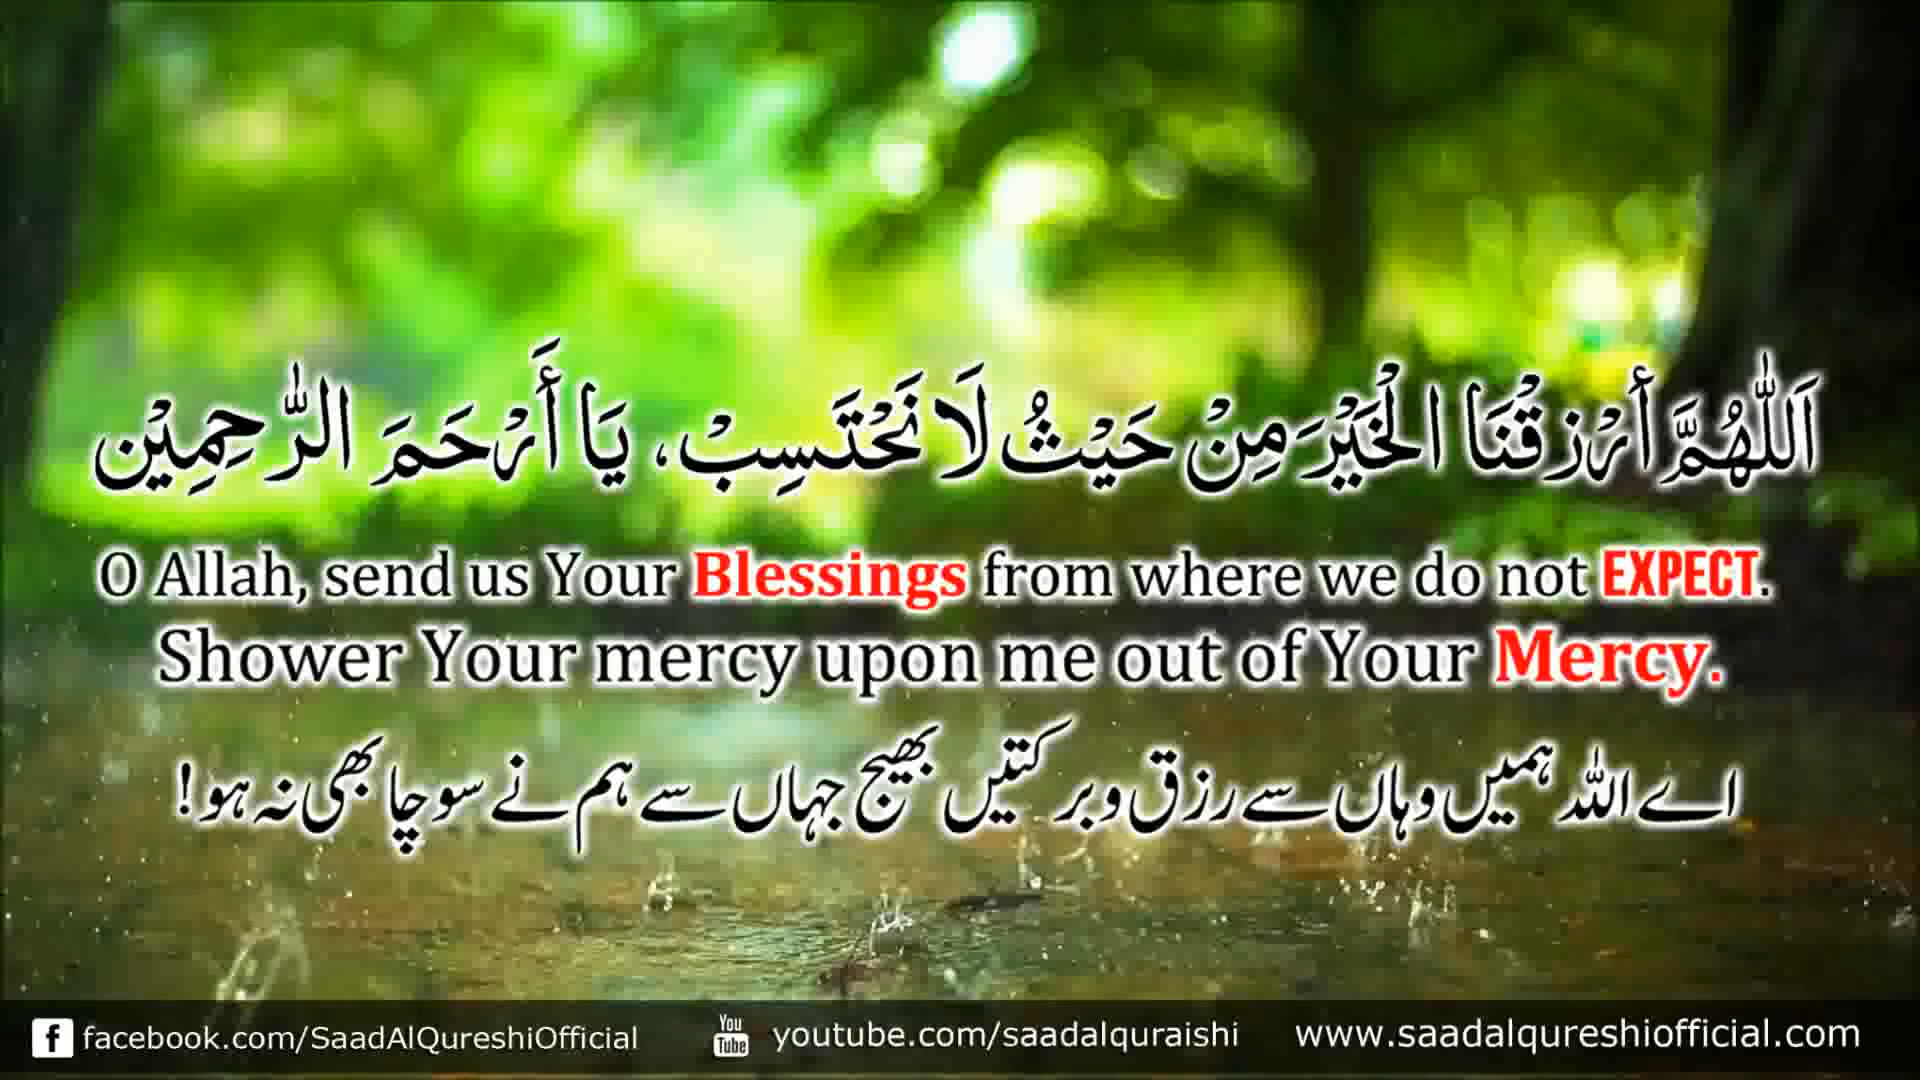 اَللّٰهُمَّ أَرْزُقْنَا الْخَيْرَ مِنْ حَيْثُ لَا نَحْتَسِبْ، يَا أَرْحَمَ الرّٰحِمِيْن
O Allah, send us Your Blessings from where we do not EXPECT.
Shower Your mercy upon me out of Your Mercy.
اے اللہ ہمیں وہاں سے رزق و برکتیں بھیج جہاں سے ہم نے سوچا بھی نہ ہو!
facebook.com/SaadAlQureshiOfficial You Tube youtube.com/saadalquraishi www.saadalqureshiofficial.com